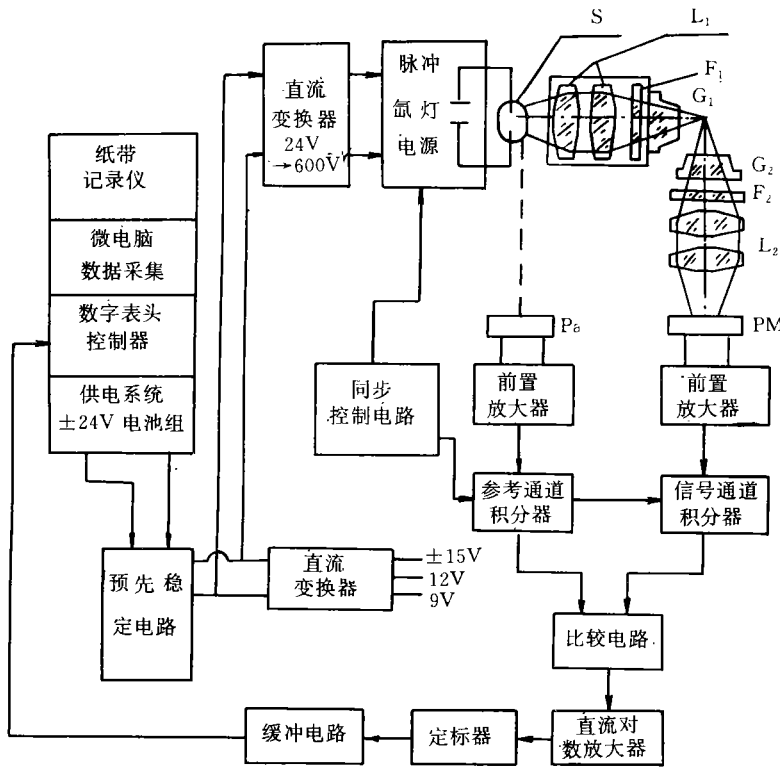 S
L₁
F₁
G₁
直流
变换器
24V
→600V
脉冲
氙灯
电源
纸带
记录仪
微电脑
数据采集
数字表头
控制器
供电系统
±24V 电池组
G₂
F₂
L₂
Pa
PM
同步
控制电路
前置
放大器
前置
放大器
参考通道
积分器
信号通道
积分器
预先稳
定电路
直流
变换器
±15V
12V
9V
比较电路
缓冲电路
定标器
直流对
数放大器